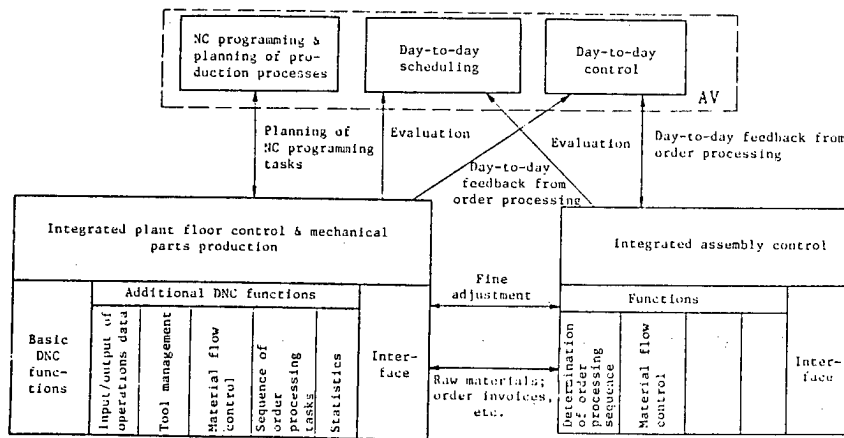 NC programming &
planning of pro-
duction processes
Day-to-day
scheduling
Day-to-day
control
AV
Planning of
NC programming
tasks
Evaluation
Day-to-day
feedback from
order processing
Evaluation
Day-to-day feedback from
order processing
Integrated plant floor control & mechanical
parts production
Integrated assembly control
Additional DNC functions
Basic
DNC
func-
tions
Input/output of
operations data
Tool management
Material flow
control
Sequence of
order
processing
tasks
Statistics
Inter-
face
Fine
adjustment
Raw materials;
order invoices,
etc.
Functions
Determination
of order
processing
sequence
Material flow
control
Inter-
face